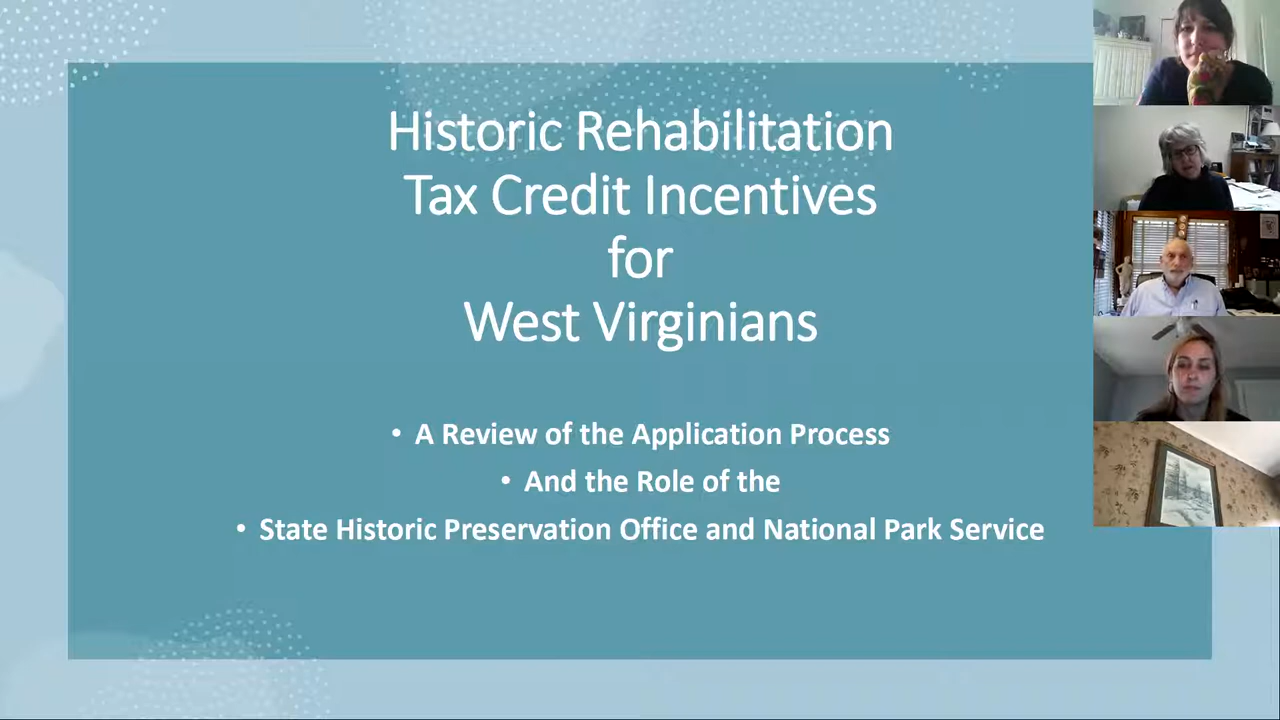 Historic Rehabilitation
Tax Credit Incentives
for
West Virginians
• A Review of the Application Process
• And the Role of the
• State Historic Preservation Office and National Park Service